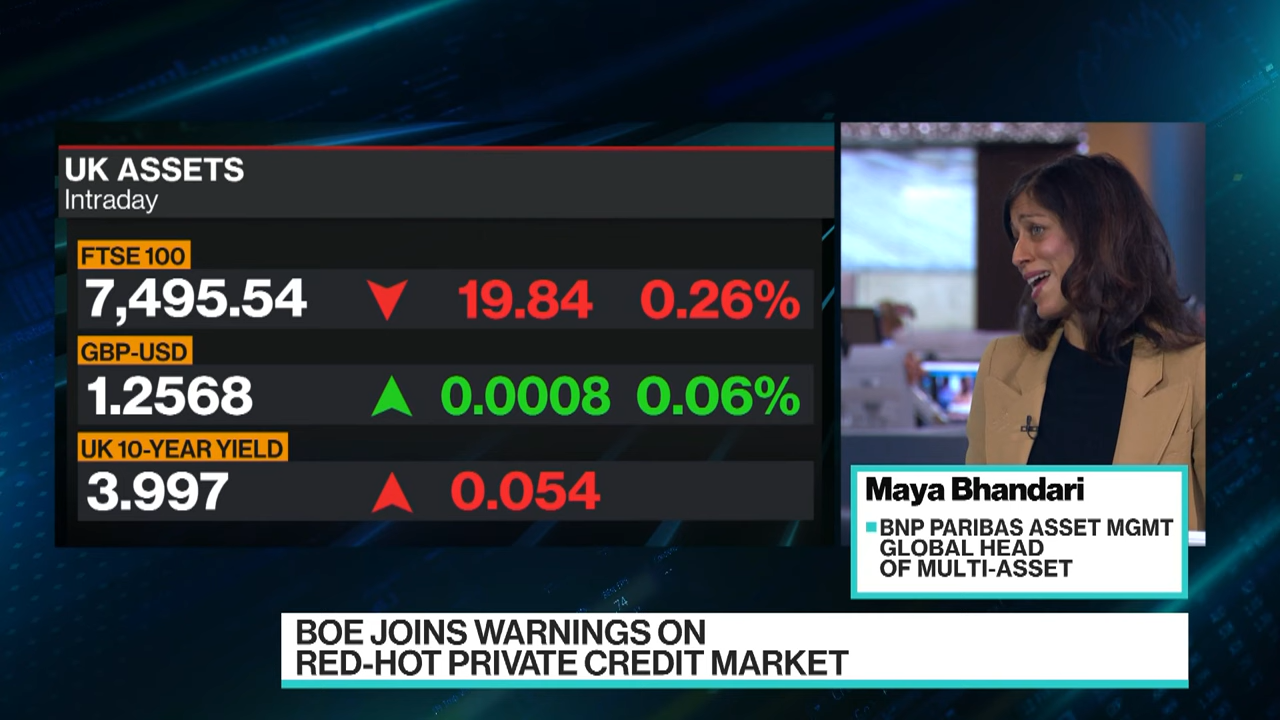 UK ASSETS
Intraday
FTSE 100
7,495.54 ▼ 19.84 0.26%
GBP-USD
1.2568 ▲ 0.0008 0.06%
UK 10-YEAR YIELD
3.997 ▲ 0.054
Maya Bhandari
BNP PARIBAS ASSET MGMT
GLOBAL HEAD
OF MULTI-ASSET
74
BOE JOINS WARNINGS ON
RED-HOT PRIVATE CREDIT MARKET